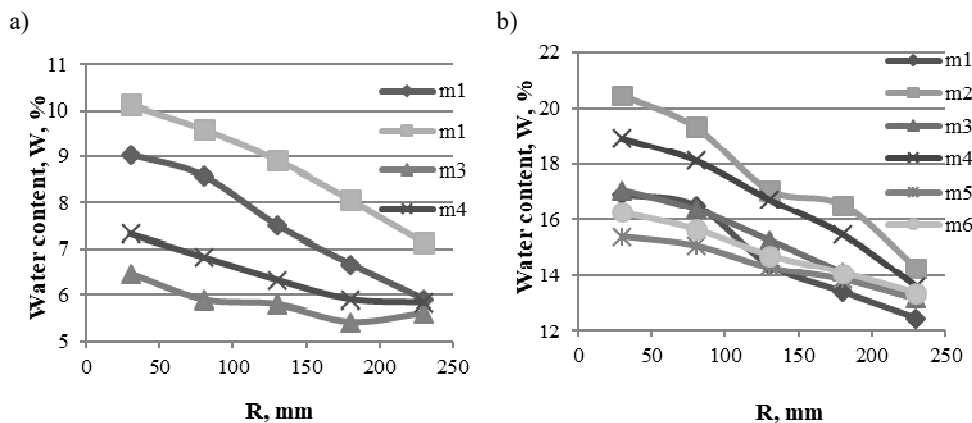 a)
Water content, W, %
11
10
9
8
7
6
5
0 50 100 150 200 250
R, mm
m1
m1
m3
m4
b)
Water content, W, %
22
20
18
16
14
12
0 50 100 150 200 250
R, mm
m1
m2
m3
m4
m5
m6